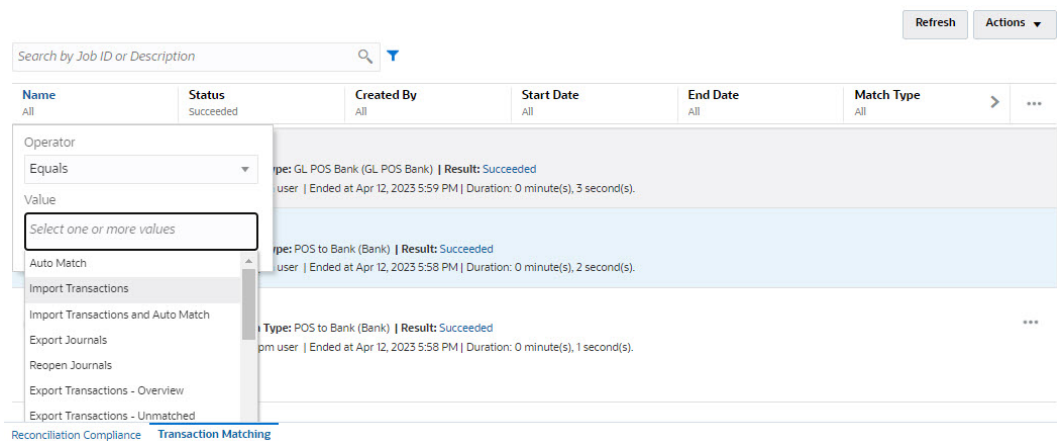 Refresh
Actions
Search by Job ID or Description
Name Status Created By Start Date End Date Match Type
All Succeeded All All All All
Operator
Equals
Value
Select one or more values
Auto Match
Import Transactions
Import Transactions and Auto Match
Export Journals
Reopen Journals
Export Transactions - Overview
Export Transactions - Unmatched
ype: GL POS Bank (GL POS Bank) | Result: Succeeded
user | Ended at Apr 12, 2023 5:59 PM | Duration: 0 minute(s), 3 second(s).
ype: POS to Bank (Bank) | Result: Succeeded
user | Ended at Apr 12, 2023 5:58 PM | Duration: 0 minute(s), 2 second(s).
Type: POS to Bank (Bank) | Result: Succeeded
pm user | Ended at Apr 12, 2023 5:58 PM | Duration: 0 minute(s), 1 second(s).
Reconciliation Compliance Transaction Matching